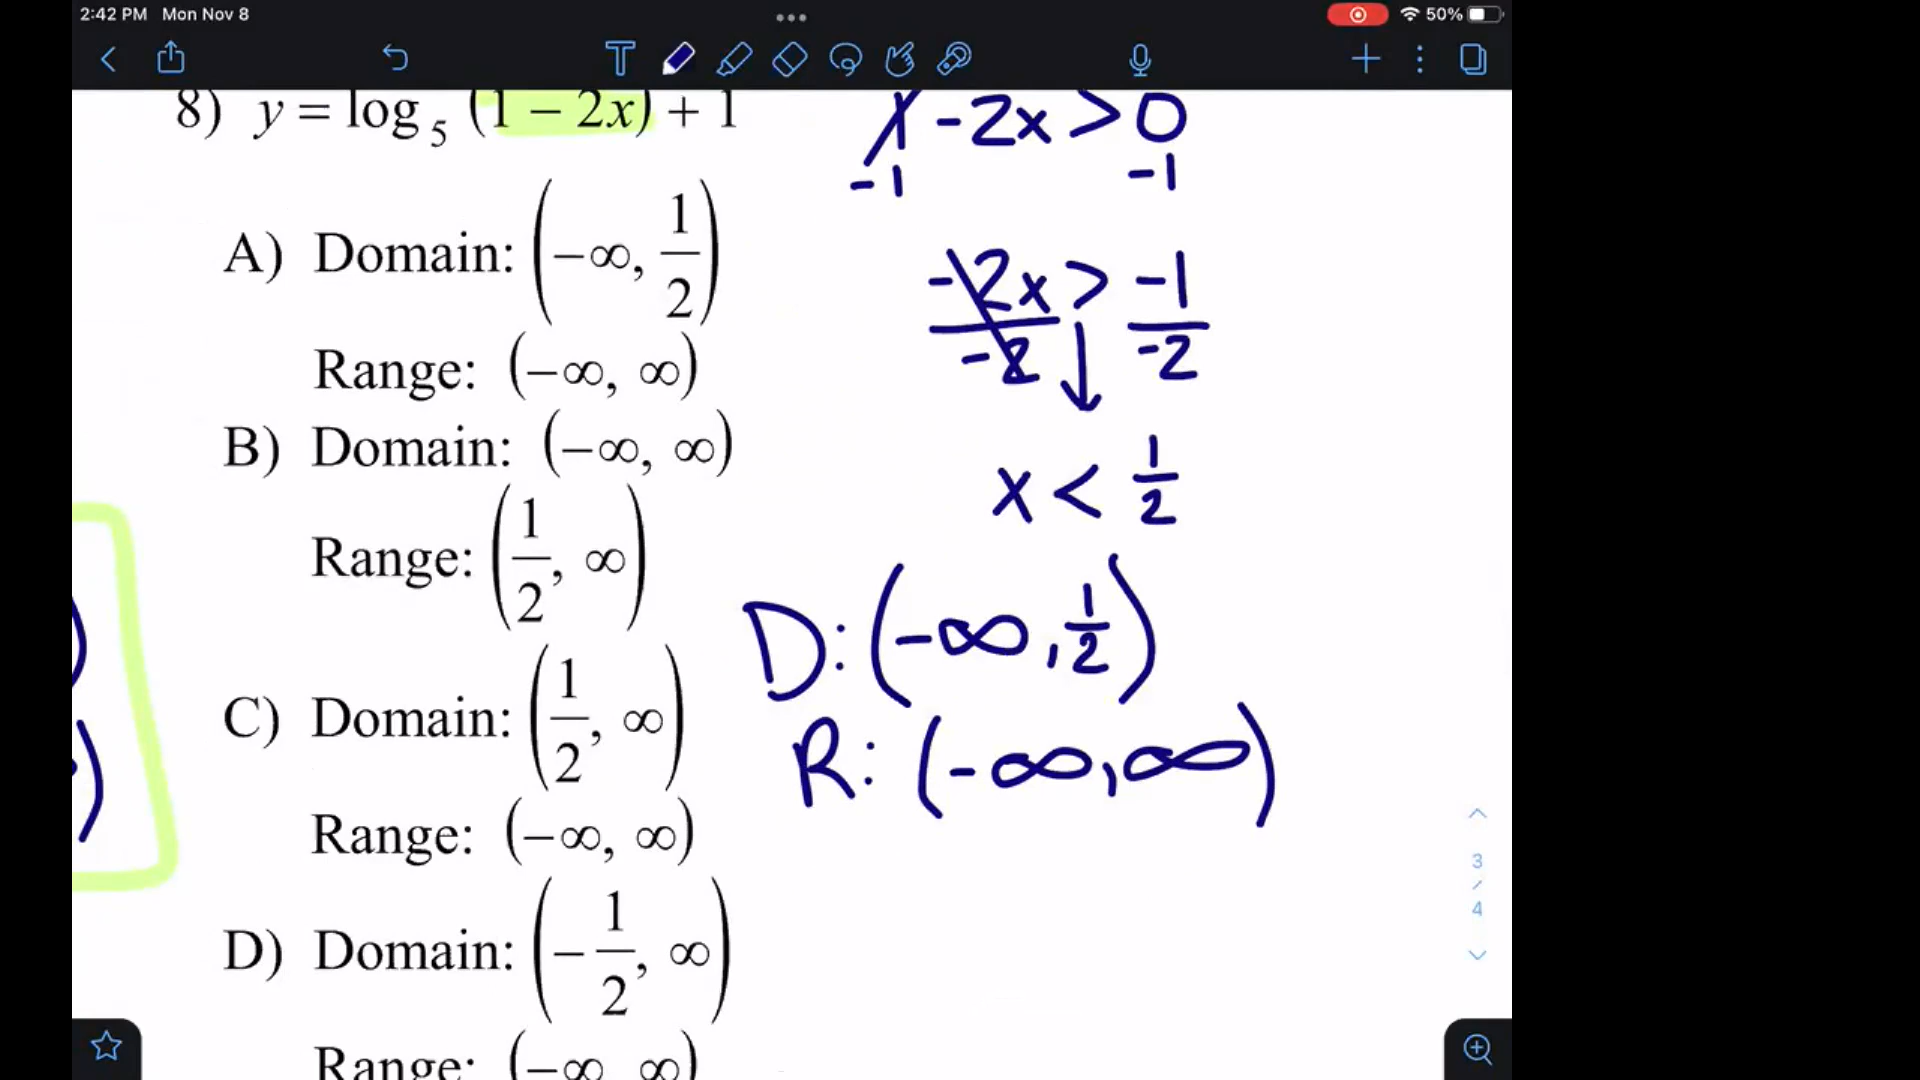 2:42 PM Mon Nov 8
50%
8) y = log₅ (1 − 2x) + 1
A) Domain: (−∞, 1/2)
Range: (−∞, ∞)
B) Domain: (−∞, ∞)
Range: (1/2, ∞)
C) Domain: (1/2, ∞)
Range: (−∞, ∞)
D) Domain: (−1/2, ∞)
Range: (−∞, ∞)
1 - 2x > 0
-1 -1
-2x > -1
-2 -2
x < 1/2
D: (-∞, 1/2)
R: (-∞, ∞)
3
/
4